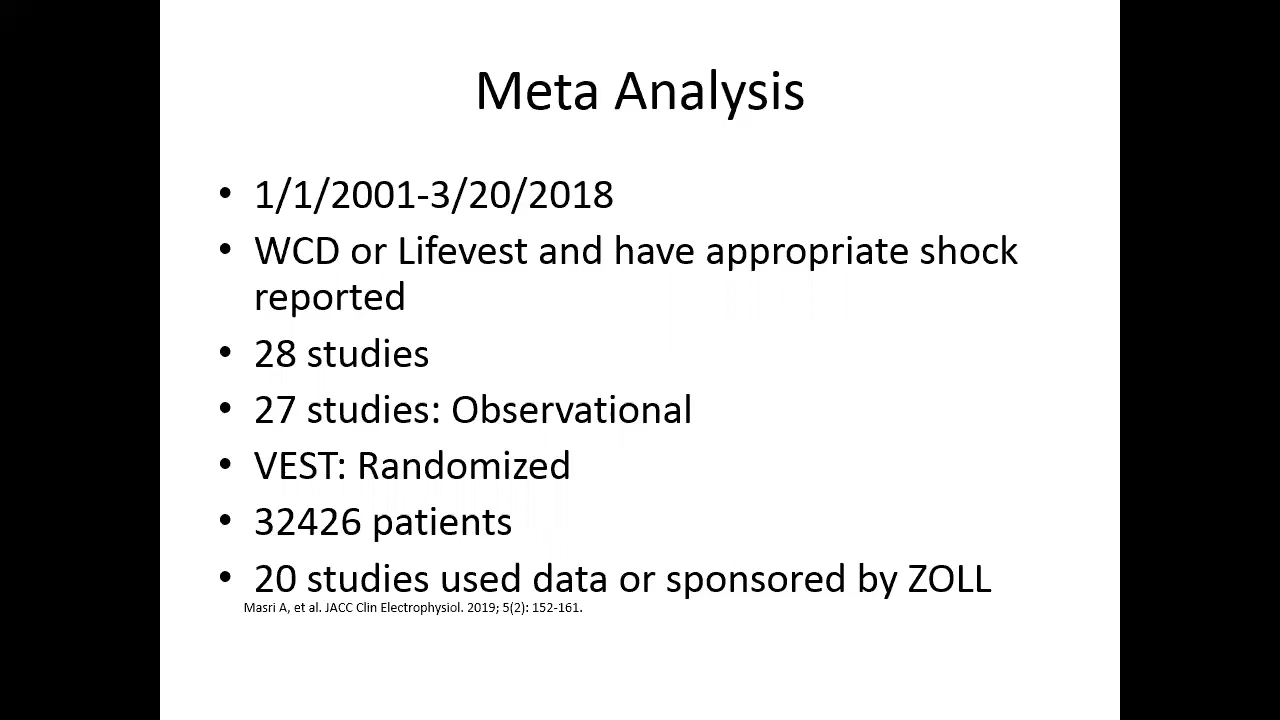 Meta Analysis
• 1/1/2001-3/20/2018
• WCD or Lifevest and have appropriate shock
reported
• 28 studies
• 27 studies: Observational
• VEST: Randomized
• 32426 patients
• 20 studies used data or sponsored by ZOLL
Masri A, et al. JACC Clin Electrophysiol. 2019; 5(2): 152-161.